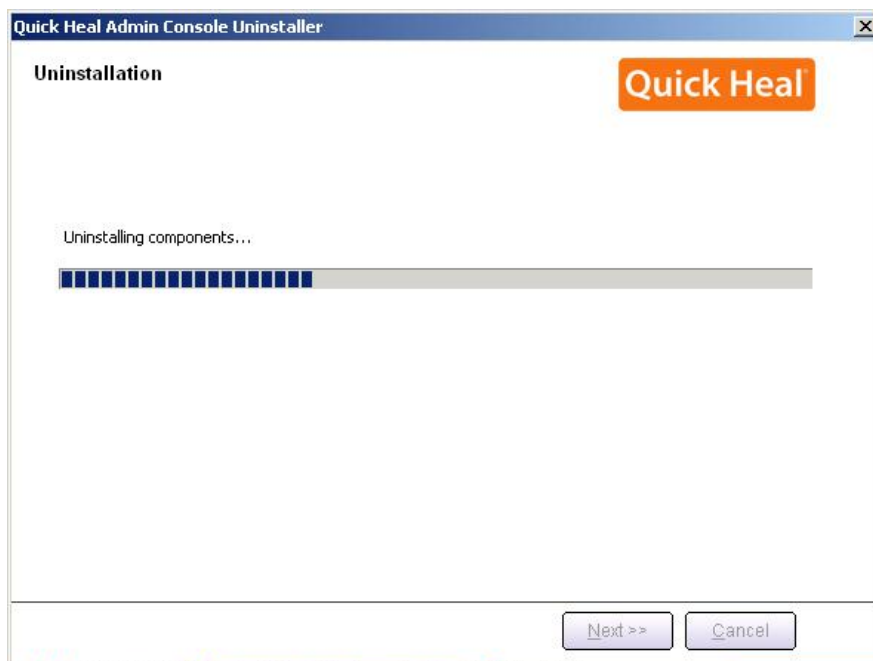 Quick Heal Admin Console Uninstaller
Uninstallation
Quick Heal
Uninstalling components...
Next >>
Cancel